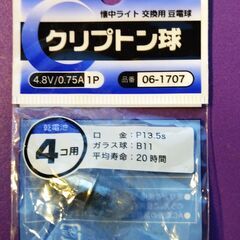 懐中ライト 交換用 豆電球
クリプトン球
4.8V/0.75A 1P 品番 06-1707
乾電池
4コ用
口金:P13.5s
ガラス球:B11
平均寿命:20時間